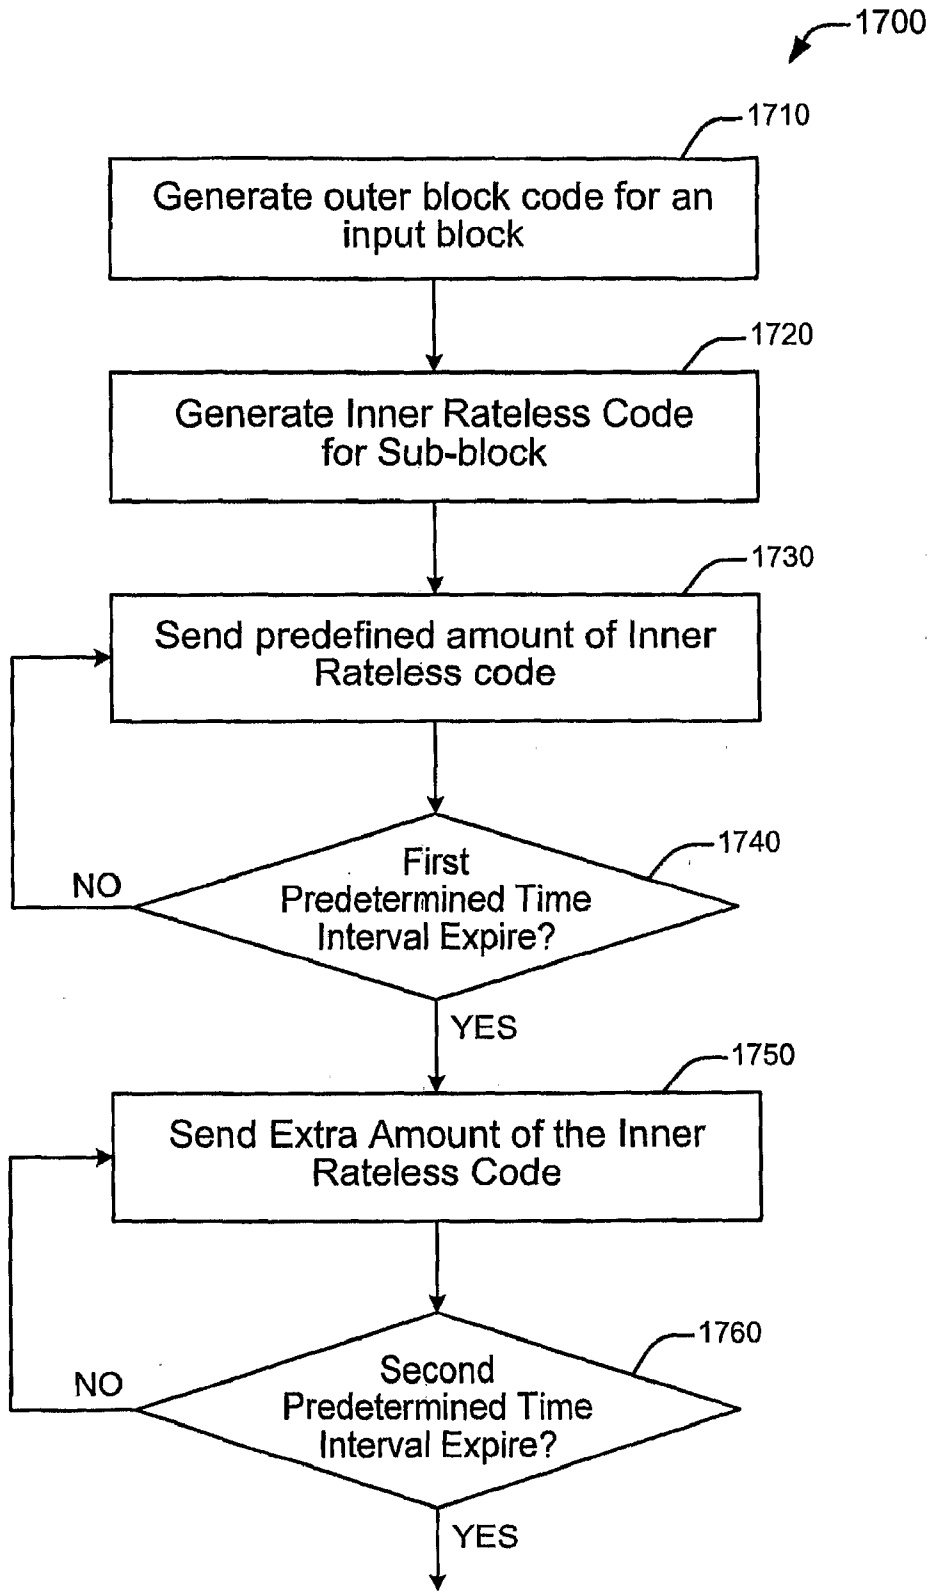 1700
1710
Generate outer block code for an
input block
1720
Generate Inner Rateless Code
for Sub-block
1730
Send predefined amount of Inner
Rateless code
1740
First
Predetermined Time
Interval Expire?
NO
YES
1750
Send Extra Amount of the Inner
Rateless Code
1760
Second
Predetermined Time
Interval Expire?
NO
YES